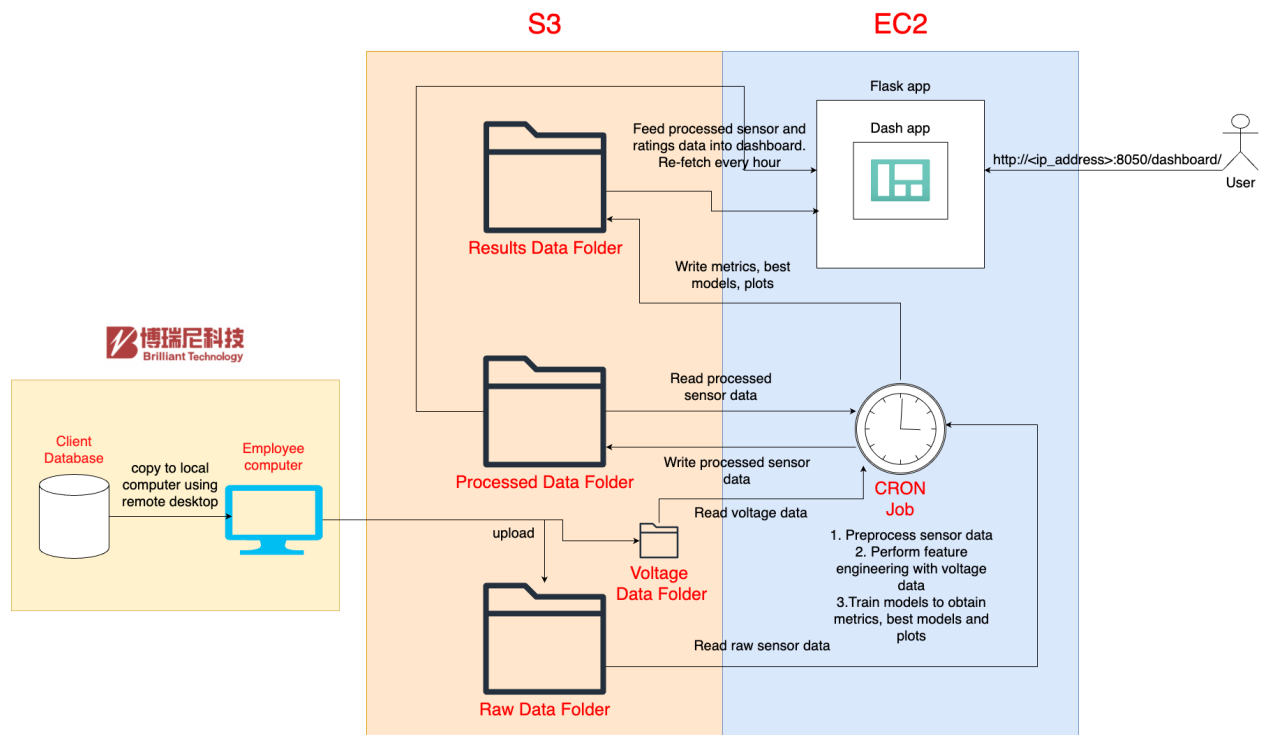 S3
EC2
Flask app
Dash app
Feed processed sensor and
ratings data into dashboard.
Re-fetch every hour
http://<ip_address>:8050/dashboard/
User
Results Data Folder
Write metrics, best
models, plots
博瑞尼科技
Brilliant Technology
Read processed
sensor data
Client
Database
copy to local
computer using
remote desktop
Employee
computer
Processed Data Folder
Write processed sensor
data
CRON
Job
Read voltage data
upload
1. Preprocess sensor data
2. Perform feature
engineering with voltage
data
3.Train models to obtain
metrics, best models and
plots
Voltage
Data Folder
Read raw sensor data
Raw Data Folder